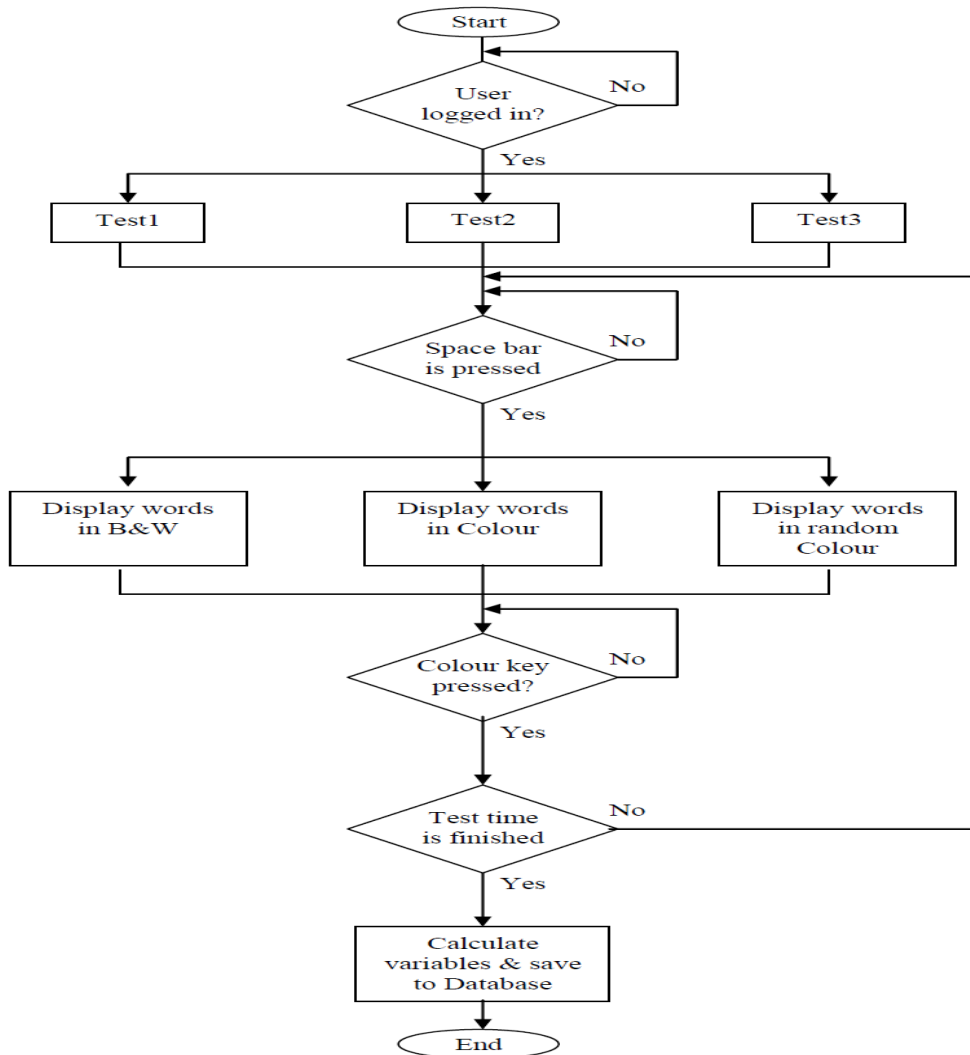 Start
User
logged in?
No
Yes
Test1
Test2
Test3
Space bar
is pressed
No
Yes
Display words
in B&W
Display words
in Colour
Display words
in random
Colour
Colour key
pressed?
No
Yes
Test time
is finished
No
Yes
Calculate
variables & save
to Database
End